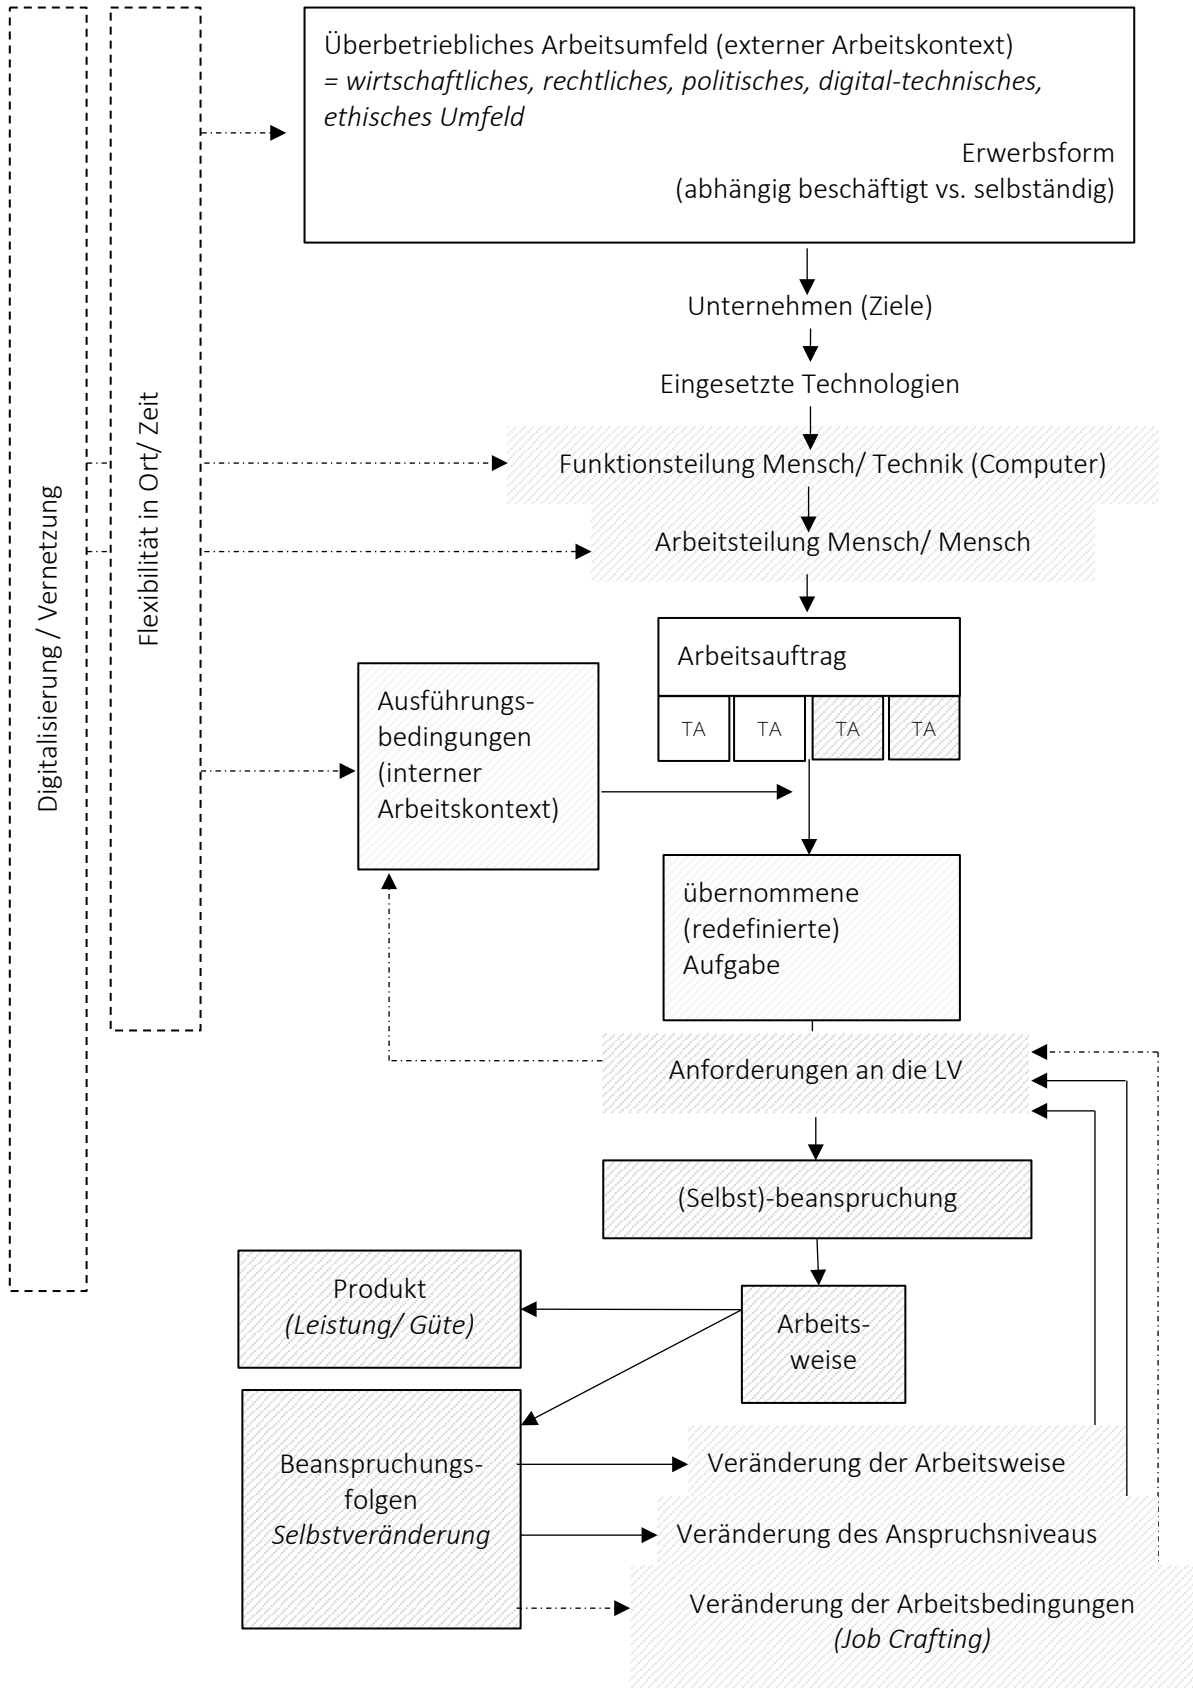 Digitalisierung / Vernetzung
Flexibilität in Ort/ Zeit
Überbetriebliches Arbeitsumfeld (externer Arbeitskontext)
= wirtschaftliches, rechtliches, politisches, digital-technisches,
ethisches Umfeld
Erwerbsform
(abhängig beschäftigt vs. selbständig)
Unternehmen (Ziele)
Eingesetzte Technologien
Funktionsteilung Mensch/ Technik (Computer)
Arbeitsteilung Mensch/ Mensch
Arbeitsauftrag
TA
TA
TA
TA
Ausführungs-
bedingungen
(interner
Arbeitskontext)
übernommene
(redefinierte)
Aufgabe
Anforderungen an die LV
(Selbst)-beanspruchung
Produkt
(Leistung/ Güte)
Arbeits-
weise
Beanspruchungs-
folgen
Selbstveränderung
Veränderung der Arbeitsweise
Veränderung des Anspruchsniveaus
Veränderung der Arbeitsbedingungen
(Job Crafting)